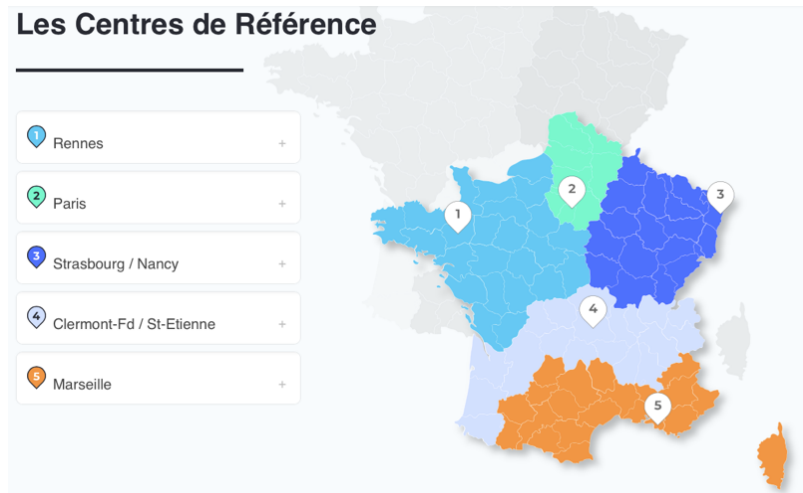 Les Centres de Référence
1 Rennes +
2 Paris +
3 Strasbourg / Nancy +
4 Clermont-Fd / St-Etienne +
5 Marseille +
1
2
3
4
5